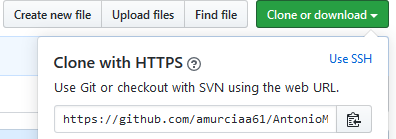 Create new file Upload files Find file Clone or download
Clone with HTTPS ? Use SSH
Use Git or checkout with SVN using the web URL.
https://github.com/amurciaa61/AntonioM